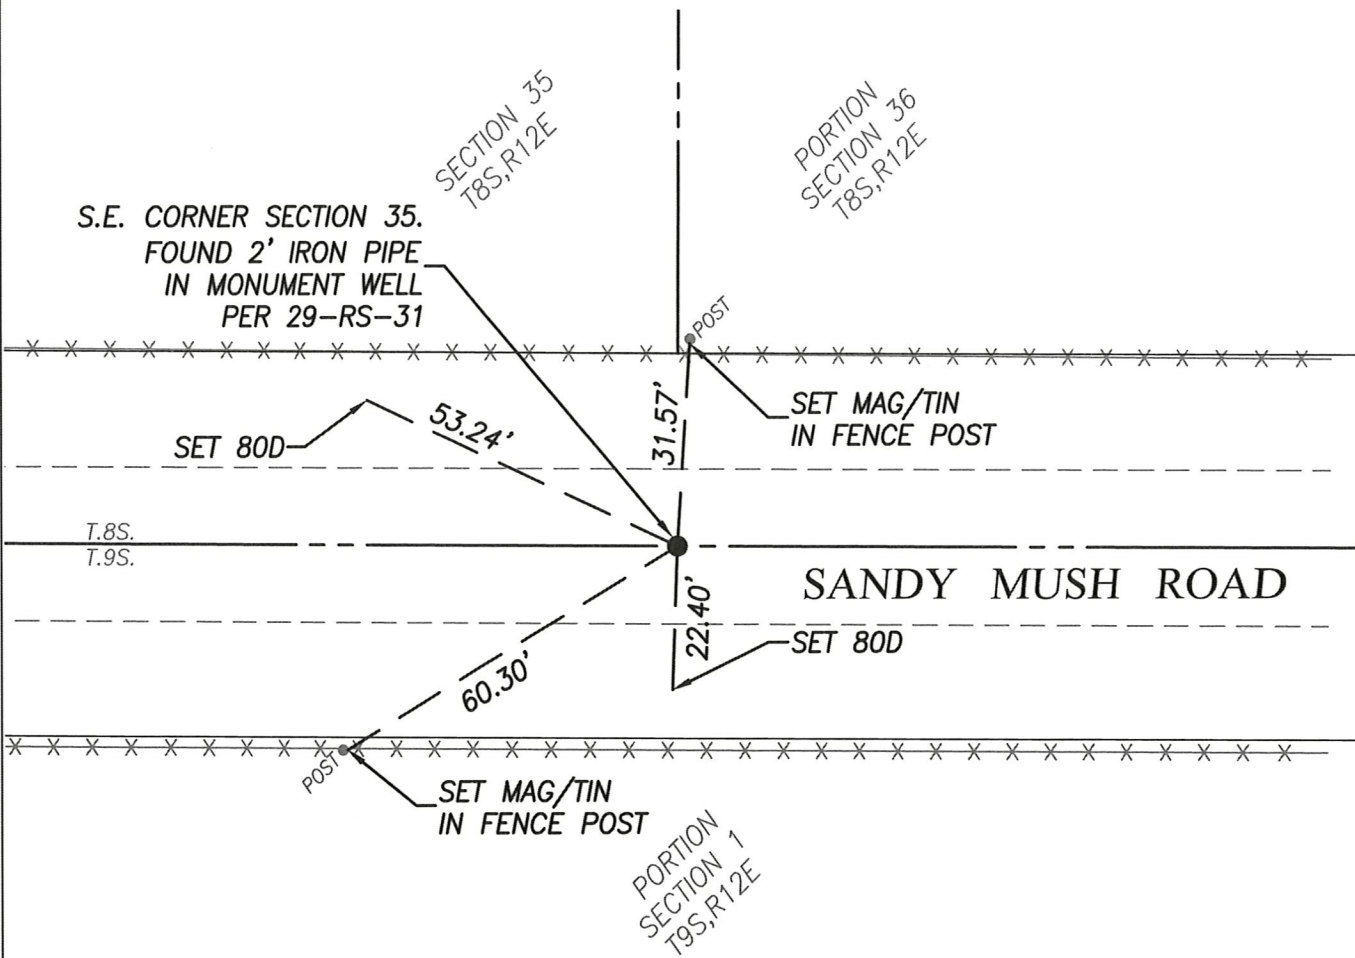 SECTION 35
T8S,R12E
PORTION
SECTION 36
T8S,R12E
S.E. CORNER SECTION 35.
FOUND 2' IRON PIPE
IN MONUMENT WELL
PER 29-RS-31
POST
SET MAG/TIN
IN FENCE POST
53.24'
31.57'
SET 80D
T.8S.
T.9S.
SANDY MUSH ROAD
22.40'
SET 80D
60.30'
POST
SET MAG/TIN
IN FENCE POST
PORTION
SECTION 1
T9S,R12E